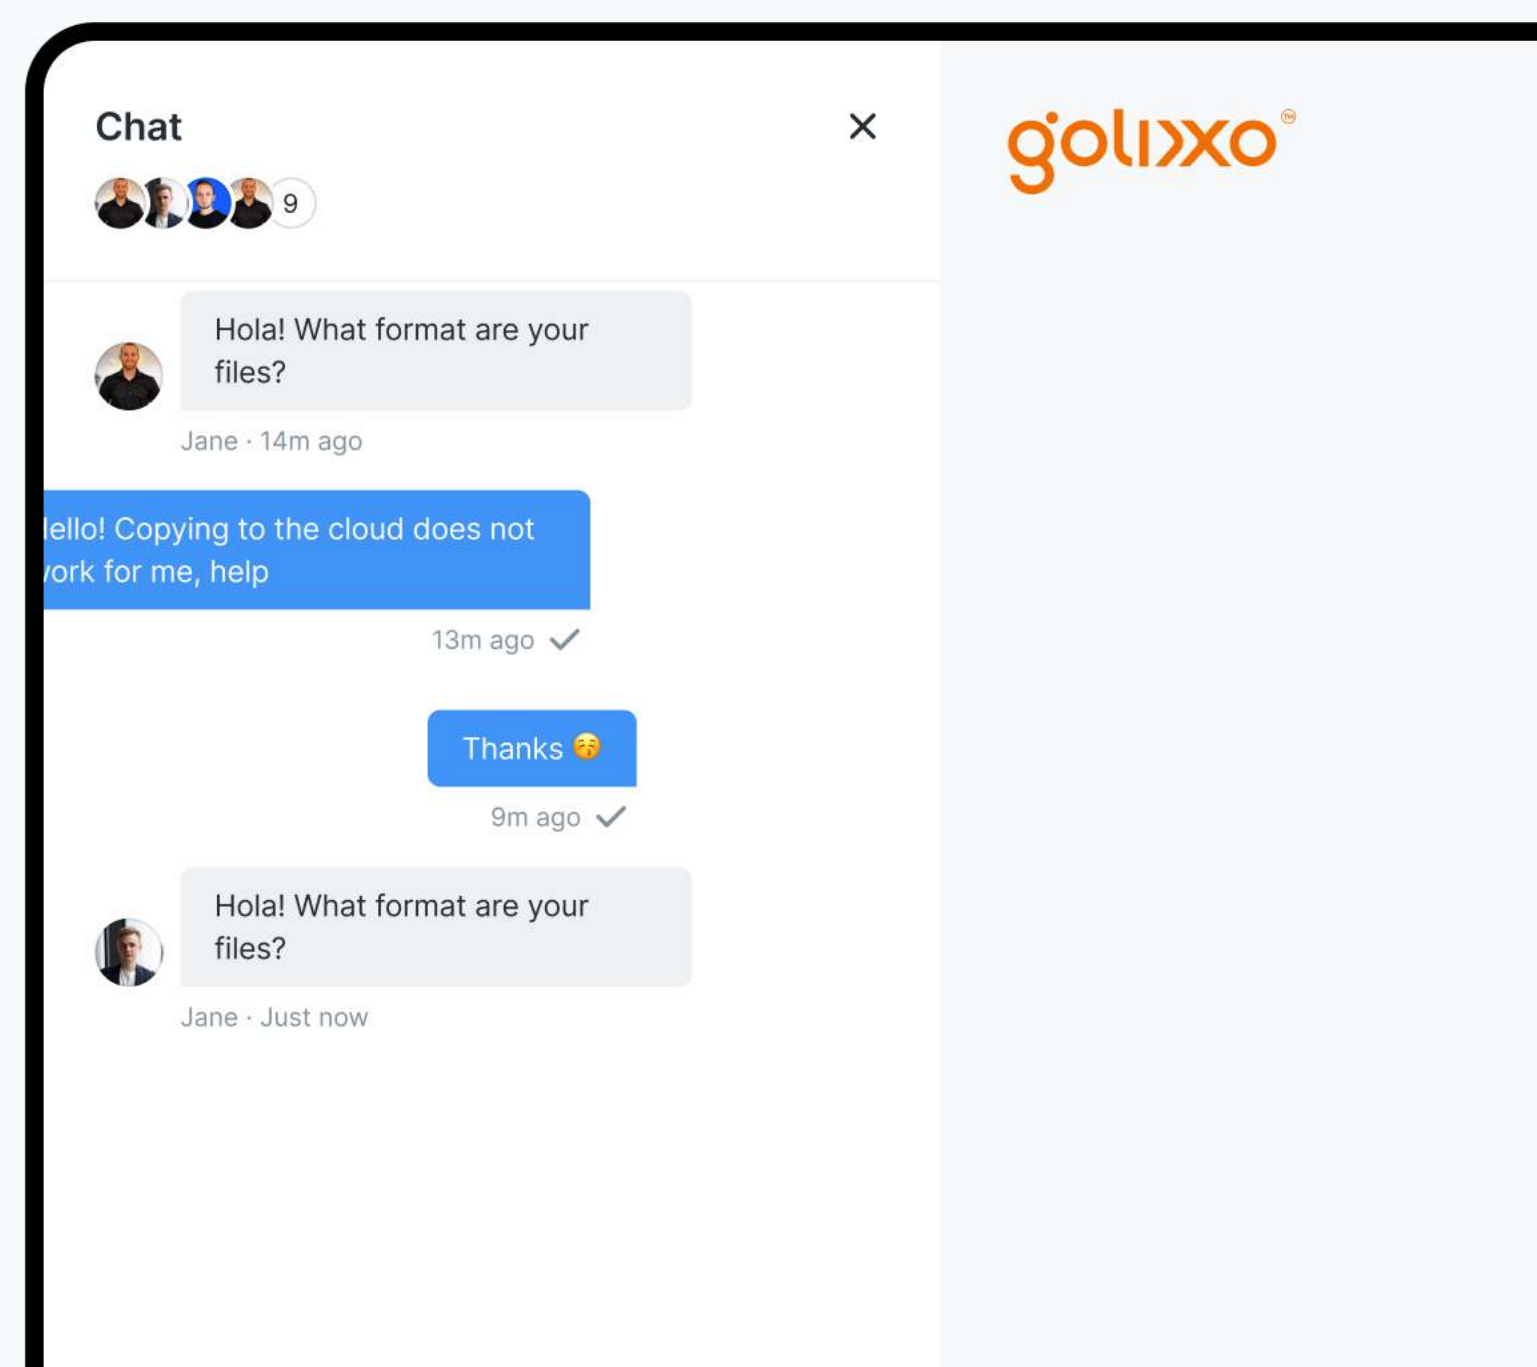 Chat
golixxo™
9
Hola! What format are your
files?
Jane · 14m ago
ello! Copying to the cloud does not
ork for me, help
13m ago
Thanks 😚
9m ago
Hola! What format are your
files?
Jane · Just now